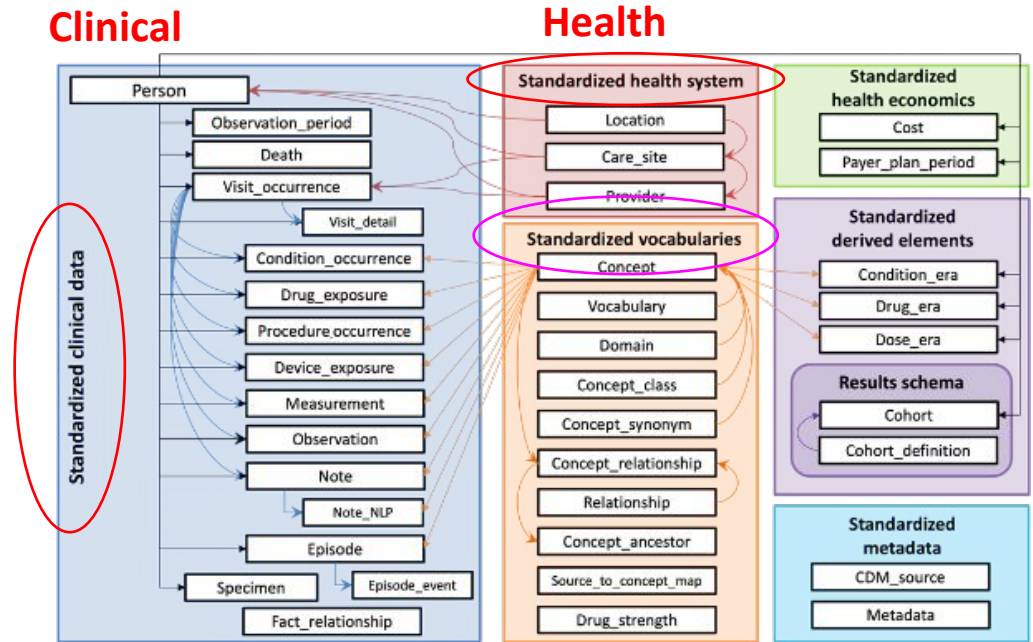 Clinical
Health
Person
Observation_period
Death
Visit_occurrence
Visit_detail
Condition_occurrence
Drug_exposure
Procedure_occurrence
Device_exposure
Measurement
Observation
Note
Note_NLP
Episode
Specimen
Episode_event
Fact_relationship
Standardized clinical data
Standardized health system
Location
Care_site
Provider
Standardized vocabularies
Concept
Vocabulary
Domain
Concept_class
Concept_synonym
Concept_relationship
Relationship
Concept_ancestor
Source_to_concept_map
Drug_strength
Standardized
health economics
Cost
Payer_plan_period
Standardized
derived elements
Condition_era
Drug_era
Dose_era
Results schema
Cohort
Cohort_definition
Standardized
metadata
CDM_source
Metadata